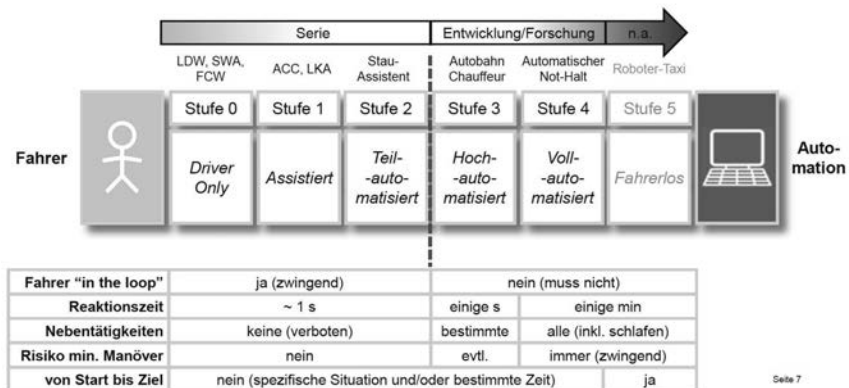 Serie Entwicklung/Forschung n.a.
LDW, SWA, FCW ACC, LKA Stau-Assistent Autobahn Chauffeur Automatischer Not-Halt Roboter-Taxi
Stufe 0 Stufe 1 Stufe 2 Stufe 3 Stufe 4 Stufe 5
Fahrer
Driver Only
Assistiert
Teil-
-auto-
matisiert
Hoch-
-auto-
matisiert
Voll-
-auto-
matisiert
Fahrerlos
Auto-
mation
Fahrer "in the loop" ja (zwingend) nein (muss nicht)
Reaktionszeit ~ 1 s einige s einige min
Nebentätigkeiten keine (verboten) bestimmte alle (inkl. schlafen)
Risiko min. Manöver nein evtl. immer (zwingend)
von Start bis Ziel nein (spezifische Situation und/oder bestimmte Zeit) ja
Seite 7